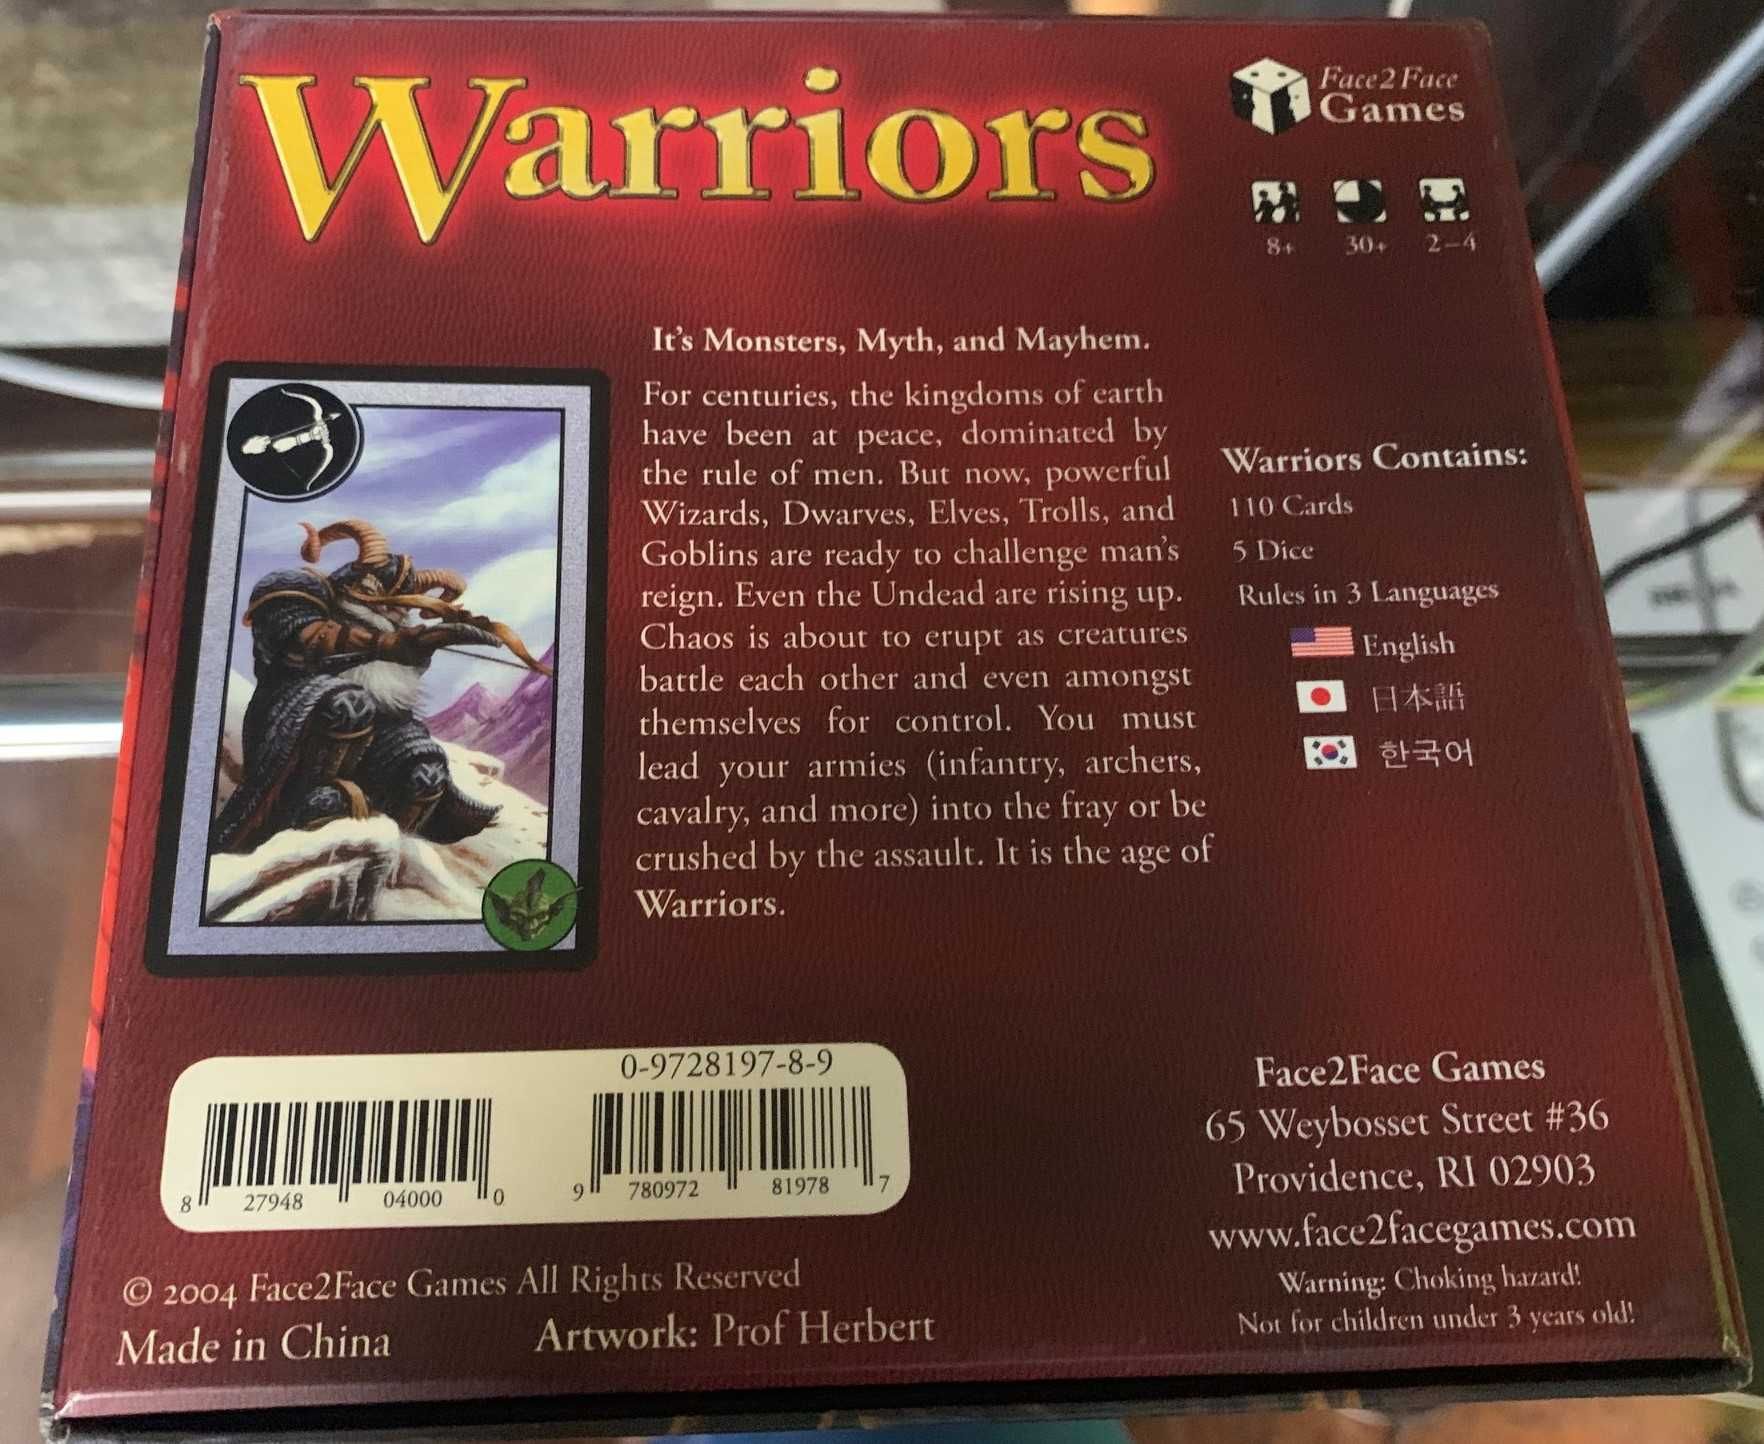 Warriors
Face2Face
Games
8+
30+
2–4
It's Monsters, Myth, and Mayhem.
For centuries, the kingdoms of earth
have been at peace, dominated by
the rule of men. But now, powerful
Wizards, Dwarves, Elves, Trolls, and
Goblins are ready to challenge man's
reign. Even the Undead are rising up.
Chaos is about to erupt as creatures
battle each other and even amongst
themselves for control. You must
lead your armies (infantry, archers,
cavalry, and more) into the fray or be
crushed by the assault. It is the age of
Warriors.
Warriors Contains:
110 Cards
5 Dice
Rules in 3 Languages
English
日本語
한국어
0-9728197-8-9
8 27948 04000 0
9 780972 81978 7
© 2004 Face2Face Games All Rights Reserved
Made in China
Artwork: Prof Herbert
Face2Face Games
65 Weybosset Street #36
Providence, RI 02903
www.face2facegames.com
Warning: Choking hazard!
Not for children under 3 years old!